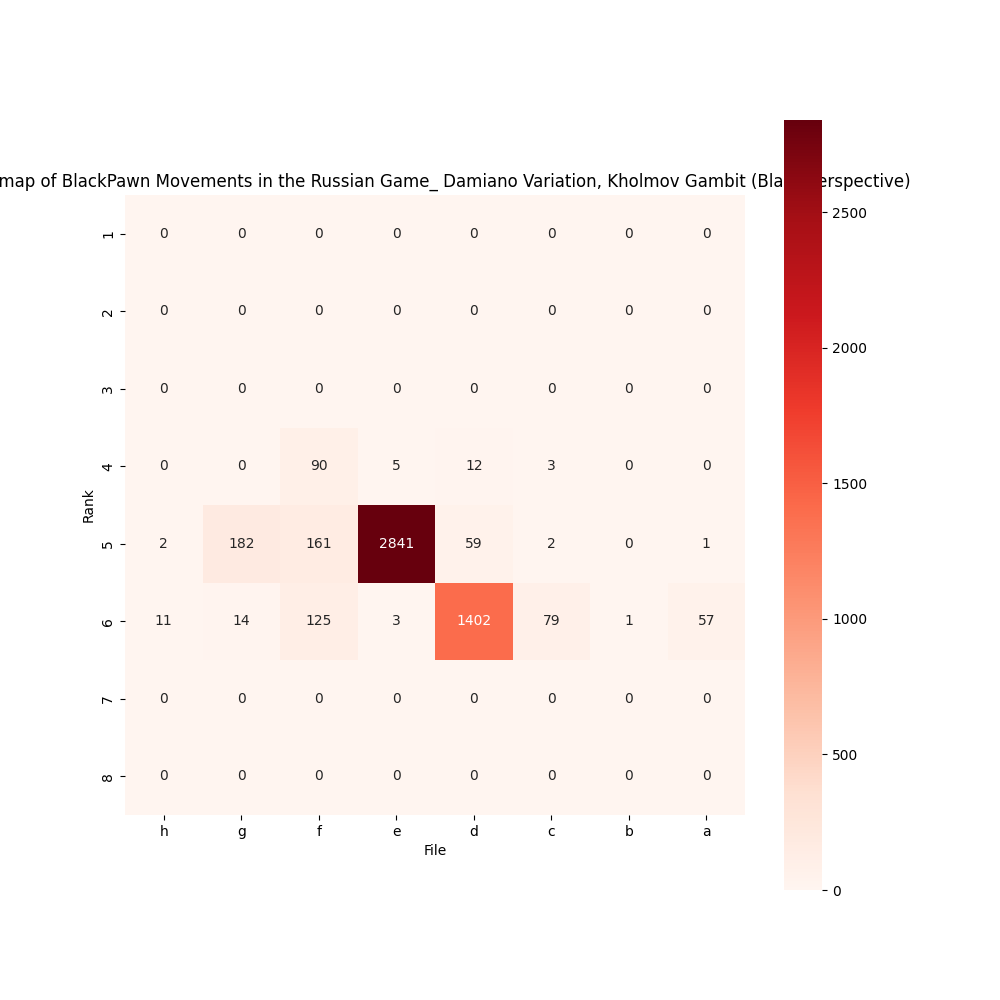 map of BlackPawn Movements in the Russian Game_ Damiano Variation, Kholmov Gambit (Bla erspective)
2500
2000
1500
1000
500
0
Rank
1 0 0 0 0 0 0 0 0
2 0 0 0 0 0 0 0 0
3 0 0 0 0 0 0 0 0
4 0 0 90 5 12 3 0 0
5 2 182 161 2841 59 2 0 1
6 11 14 125 3 1402 79 1 57
7 0 0 0 0 0 0 0 0
8 0 0 0 0 0 0 0 0
h g f e d c b a
File